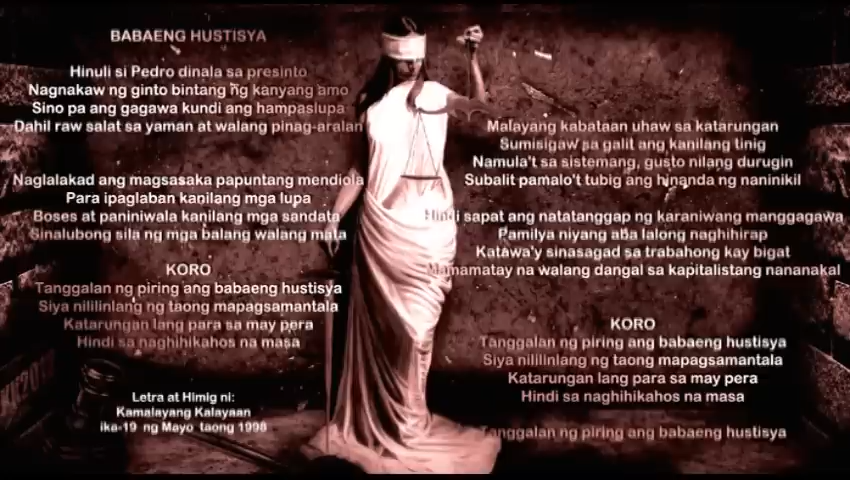 BABAENG HUSTISYA
Hinuli si Pedro dinala sa presinto
Nagnakaw ng ginto bintang ng kanyang amo
Sino pa ang gagawa kundi ang hampaslupa
Dahil raw salat sa yaman at walang pinag-aralan
Naglalakad ang magsasaka papuntang mendiola
Para ipaglaban kanilang mga lupa
Boses at paniniwala kanilang mga sandata
Sinalubong sila ng mga balang walang mata
KORO
Tanggalan ng piring ang babaeng hustisya
Siya nililinlang ng taong mapagsamantala
Katarungan lang para sa may pera
Hindi sa naghihikahos na masa
Letra at Himig ni:
Kamalayang Kalayaan
ika-19 ng Mayo taong 1998
Malayang kabataan uhaw sa katarungan
Sumisigaw sa galit ang kanilang tinig
Namula't sa sistemang, gusto nilang durugin
Subalit pamalo't tubig ang hinanda ng naniniil
Hindi sapat ang natatanggap ng karaniwang manggagawa
Pamilya niyang aba lalong naghihirap
Katawa'y sinasagad sa trabahong kay bigat
Mamamatay na walang dangal sa kapitalistang nananakal
KORO
Tanggalan ng piring ang babaeng hustisya
Siya nililinlang ng taong mapagsamantala
Katarungan lang para sa may pera
Hindi sa naghihikahos na masa
Tanggalan ng piring ang babaeng hustisya